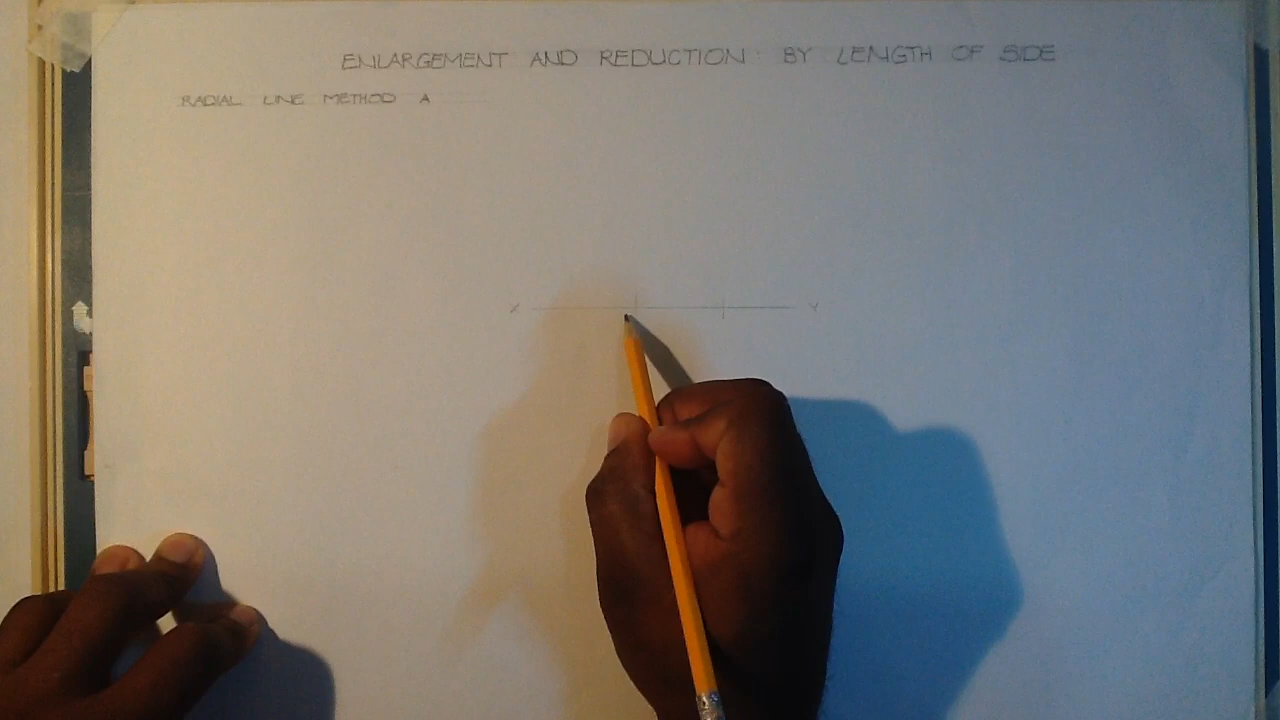 ENLARGEMENT AND REDUCTION: BY LENGTH OF SIDE
RADIAL LINE METHOD A
X Y